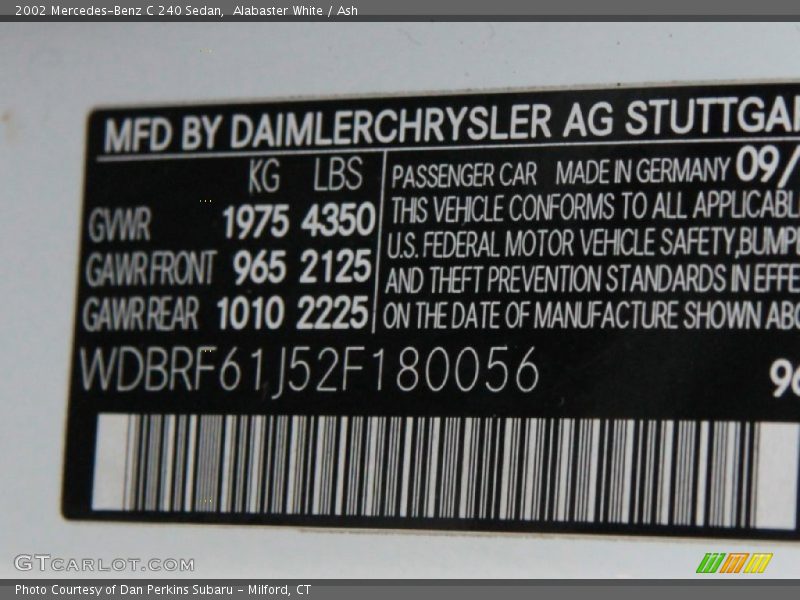 2002 Mercedes-Benz C 240 Sedan,  Alabaster White / Ash
MFD BY DAIMLERCHRYSLER AG STUTTGA
KG LBS
GVWR 1975 4350
GAWR FRONT 965 2125
GAWR REAR 1010 2225
PASSENGER CAR MADE IN GERMANY 09/
THIS VEHICLE CONFORMS TO ALL APPLICABL
U.S. FEDERAL MOTOR VEHICLE SAFETY,BUMP
AND THEFT PREVENTION STANDARDS IN EFFE
ON THE DATE OF MANUFACTURE SHOWN ABO
WDBRF61J52F180056
96
GTCARLOT.COM
Photo Courtesy of Dan Perkins Subaru - Milford, CT